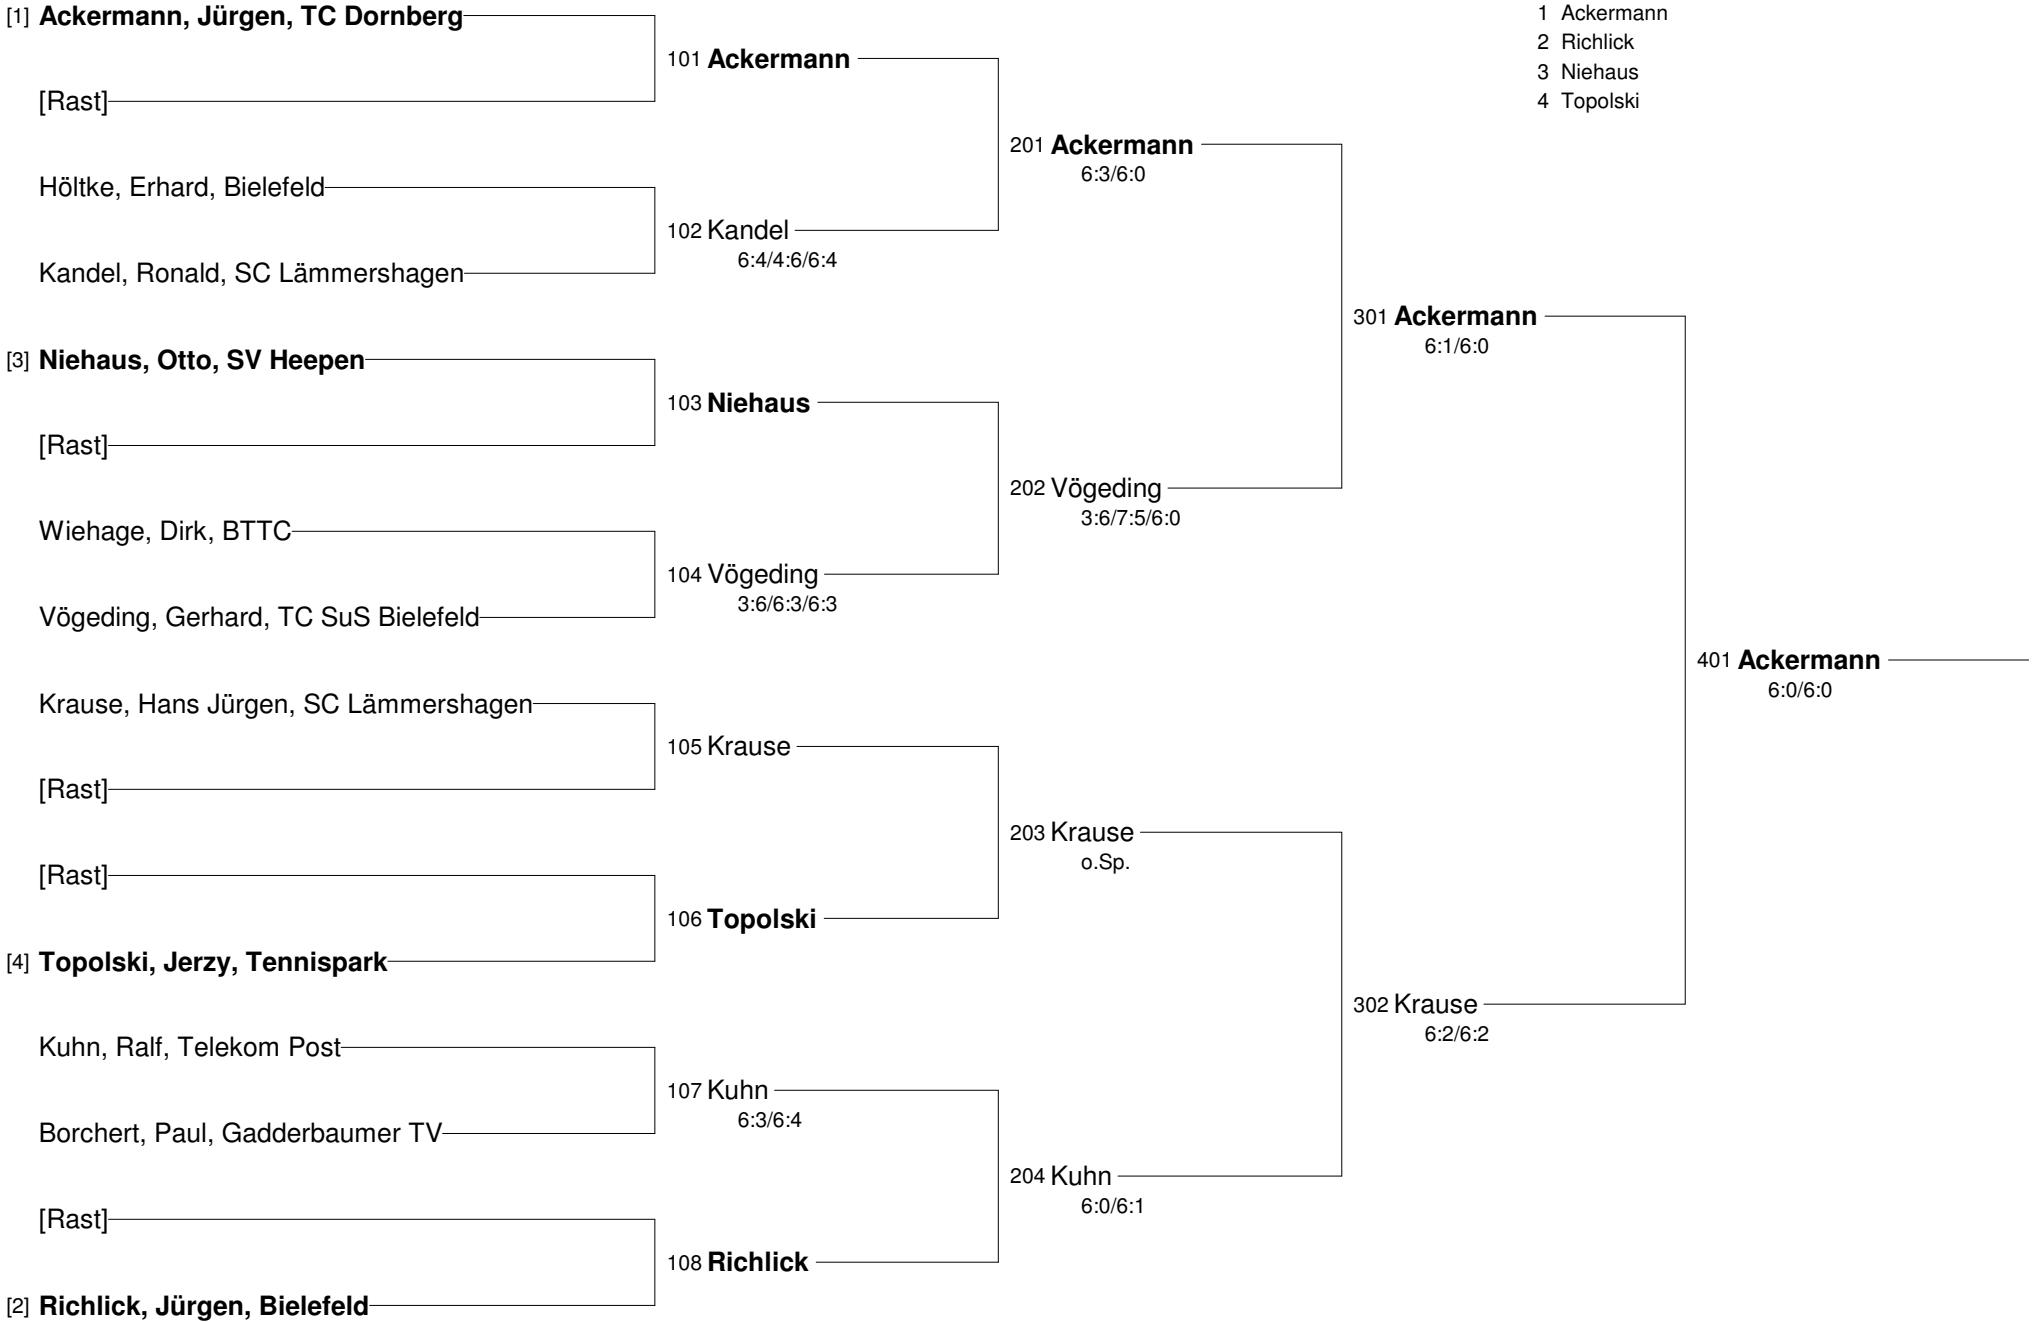 [1] Ackermann, Jürgen, TC Dornberg
[Rast]
Höltke, Erhard, Bielefeld
Kandel, Ronald, SC Lämmershagen
[3] Niehaus, Otto, SV Heepen
[Rast]
Wiehage, Dirk, BTTC
Vögeding, Gerhard, TC SuS Bielefeld
Krause, Hans Jürgen, SC Lämmershagen
[Rast]
[Rast]
[4] Topolski, Jerzy, Tennispark
Kuhn, Ralf, Telekom Post
Borchert, Paul, Gadderbaumer TV
[Rast]
[2] Richlick, Jürgen, Bielefeld
101 Ackermann
102 Kandel
6:4/4:6/6:4
103 Niehaus
104 Vögeding
3:6/6:3/6:3
105 Krause
106 Topolski
107 Kuhn
6:3/6:4
108 Richlick
201 Ackermann
6:3/6:0
202 Vögeding
3:6/7:5/6:0
203 Krause
o.Sp.
204 Kuhn
6:0/6:1
301 Ackermann
6:1/6:0
302 Krause
6:2/6:2
401 Ackermann
6:0/6:0
1 Ackermann
2 Richlick
3 Niehaus
4 Topolski